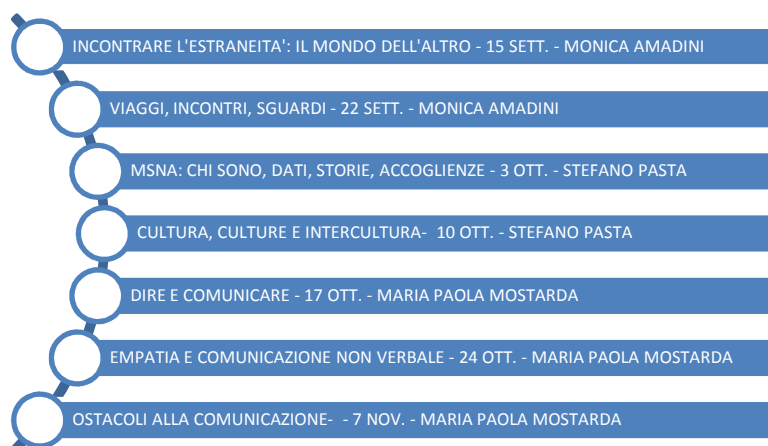 INCONTRARE L'ESTRANEITA': IL MONDO DELL'ALTRO - 15 SETT. - MONICA AMADINI
VIAGGI, INCONTRI, SGUARDI - 22 SETT. - MONICA AMADINI
MSNA: CHI SONO, DATI, STORIE, ACCOGLIENZE - 3 OTT. - STEFANO PASTA
CULTURA, CULTURE E INTERCULTURA- 10 OTT. - STEFANO PASTA
DIRE E COMUNICARE - 17 OTT. - MARIA PAOLA MOSTARDA
EMPATIA E COMUNICAZIONE NON VERBALE - 24 OTT. - MARIA PAOLA MOSTARDA
OSTACOLI ALLA COMUNICAZIONE- - 7 NOV. - MARIA PAOLA MOSTARDA